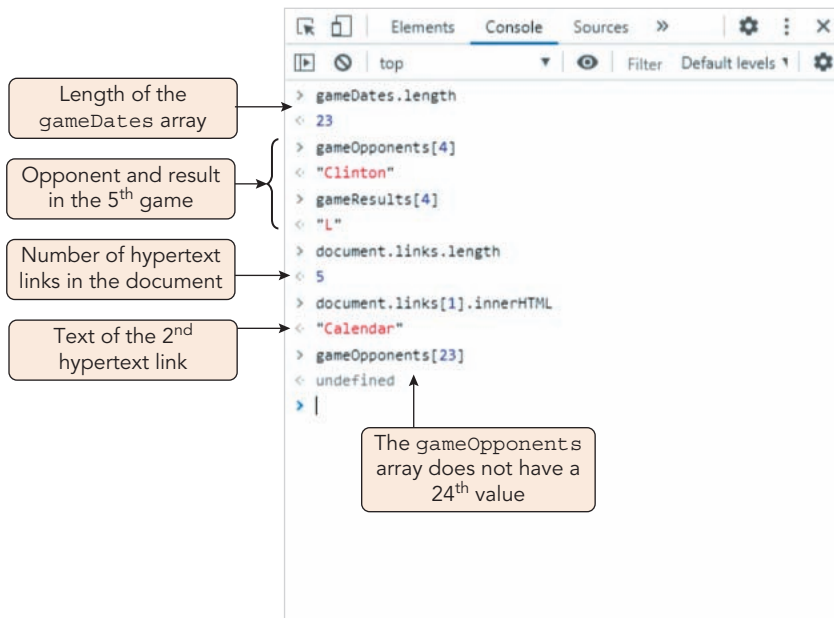 Elements Console Sources »
top Filter Default levels
Length of the
gameDates array
> gameDates.length
23
Opponent and result
in the 5th game
> gameOpponents[4]
"Clinton"
> gameResults[4]
"L"
Number of hypertext
links in the document
> document.links.length
5
Text of the 2nd
hypertext link
> document.links[1].innerHTML
"Calendar"
> gameOpponents[23]
undefined
>
The gameOpponents
array does not have a
24th value